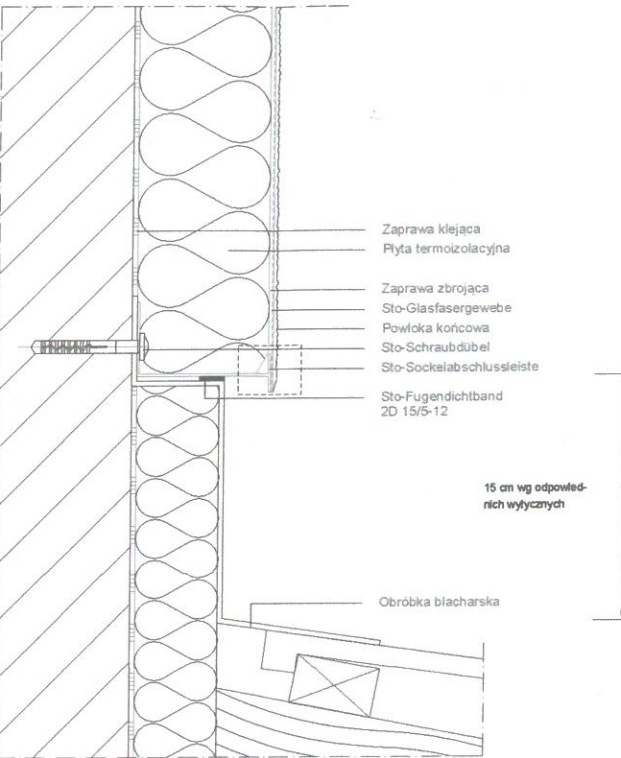 Zaprawa klejąca
Płyta termoizolacyjna
Zaprawa zbrojąca
Sto-Glasfasergewebe
Powłoka końcowa
Sto-Schraubdübel
Sto-Sockelabschlussleiste
Sto-Fugendichtband
2D 15/5-12
15 cm wg odpowied-
nich wytycznych
Obróbka blacharska